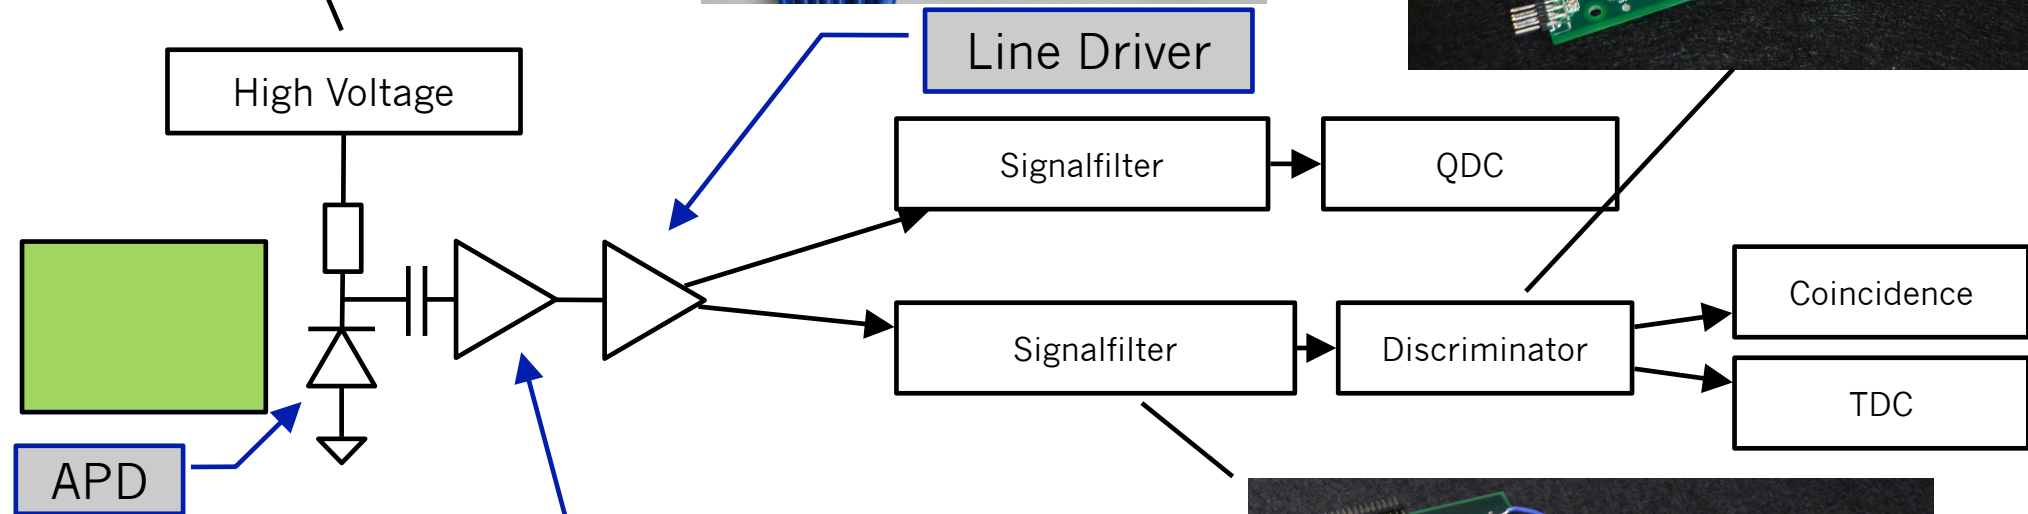 Line Driver
High Voltage
Signalfilter
QDC
Coincidence
Signalfilter
Discriminator
TDC
APD